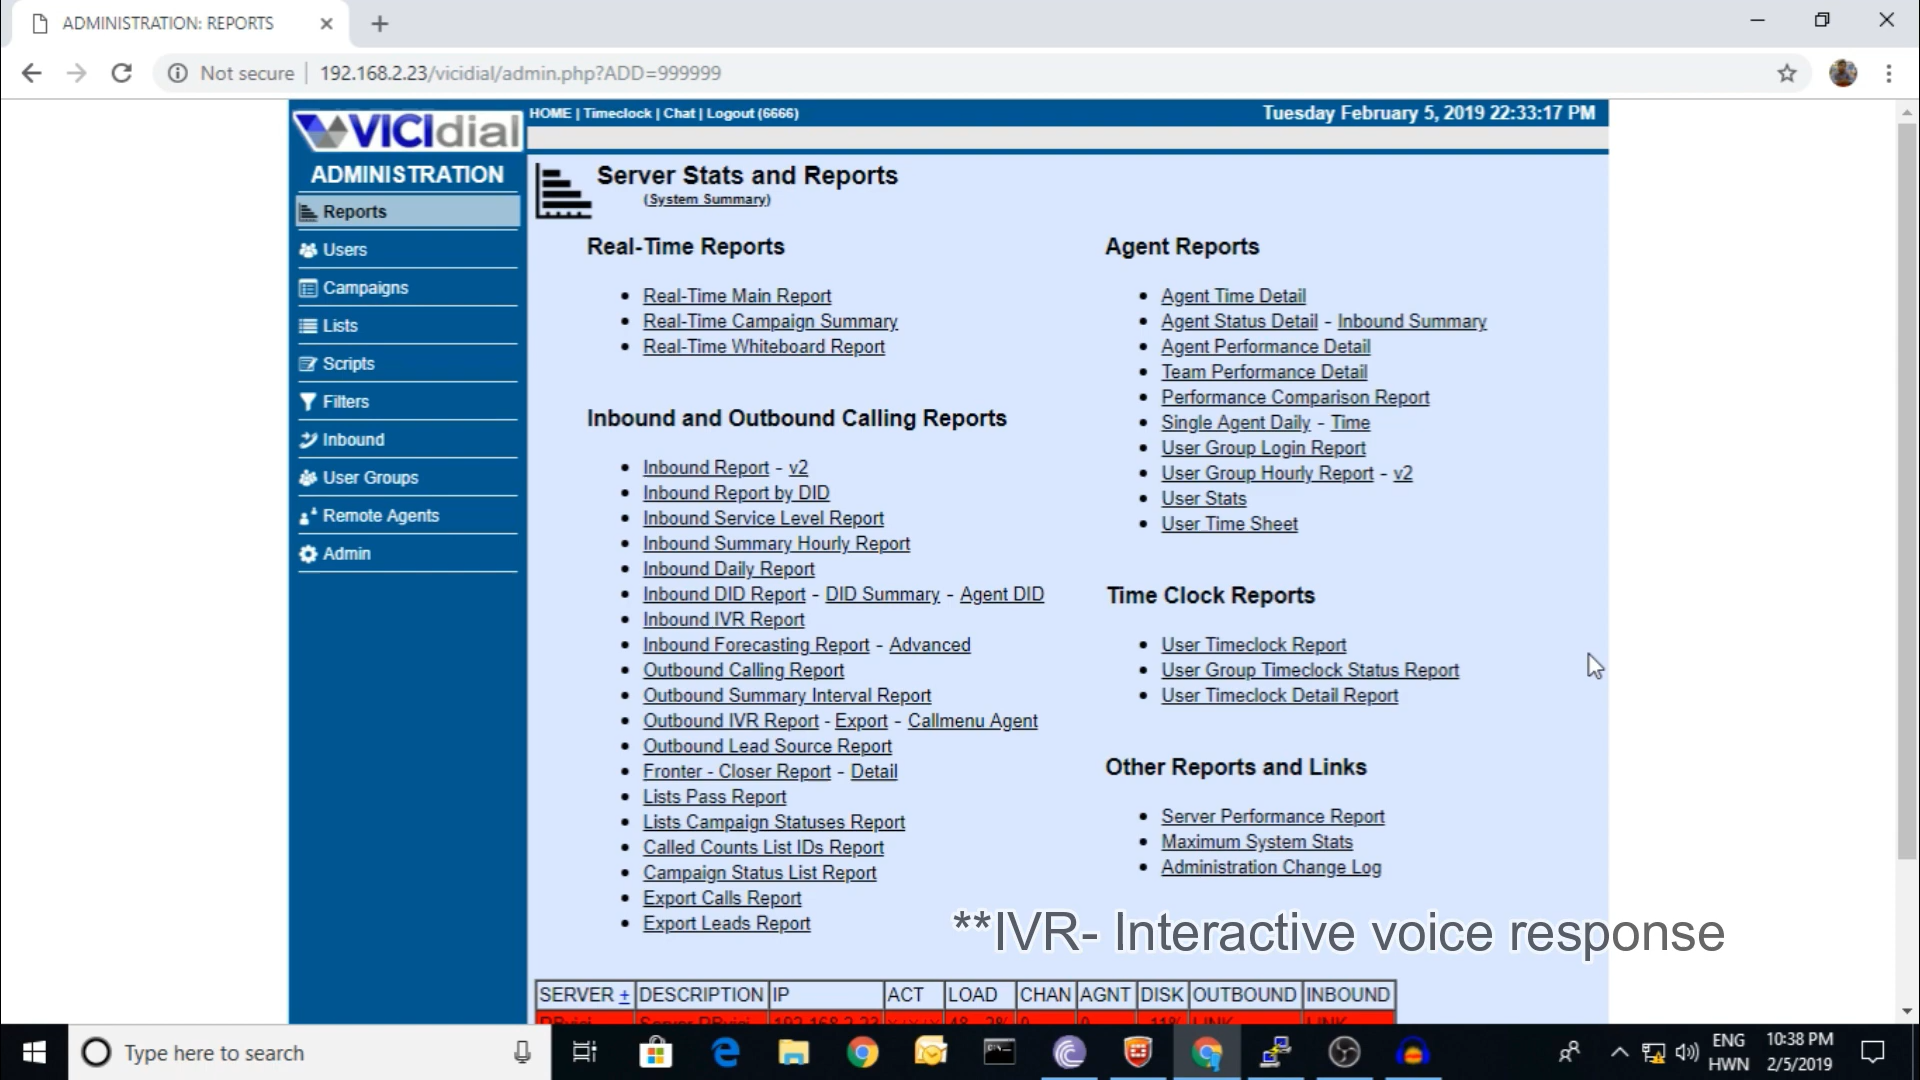 ADMINISTRATION: REPORTS
Not secure | 192.168.2.23/vicidial/admin.php?ADD=999999
VICIdial
HOME | Timeclock | Chat | Logout (6666)
Tuesday February 5, 2019 22:33:17 PM
ADMINISTRATION
Reports
Users
Campaigns
Lists
Scripts
Filters
Inbound
User Groups
Remote Agents
Admin
Server Stats and Reports
(System Summary)
Real-Time Reports
Real-Time Main Report
Real-Time Campaign Summary
Real-Time Whiteboard Report
Inbound and Outbound Calling Reports
Inbound Report - v2
Inbound Report by DID
Inbound Service Level Report
Inbound Summary Hourly Report
Inbound Daily Report
Inbound DID Report - DID Summary - Agent DID
Inbound IVR Report
Inbound Forecasting Report - Advanced
Outbound Calling Report
Outbound Summary Interval Report
Outbound IVR Report - Export - Callmenu Agent
Outbound Lead Source Report
Fronter - Closer Report - Detail
Lists Pass Report
Lists Campaign Statuses Report
Called Counts List IDs Report
Campaign Status List Report
Export Calls Report
Export Leads Report
Agent Reports
Agent Time Detail
Agent Status Detail - Inbound Summary
Agent Performance Detail
Team Performance Detail
Performance Comparison Report
Single Agent Daily - Time
User Group Login Report
User Group Hourly Report - v2
User Stats
User Time Sheet
Time Clock Reports
User Timeclock Report
User Group Timeclock Status Report
User Timeclock Detail Report
Other Reports and Links
Server Performance Report
Maximum System Stats
Administration Change Log
**IVR- Interactive voice response
SERVER + DESCRIPTION IP ACT LOAD CHAN AGNT DISK OUTBOUND INBOUND
Type here to search
ENG
HWN
10:38 PM
2/5/2019